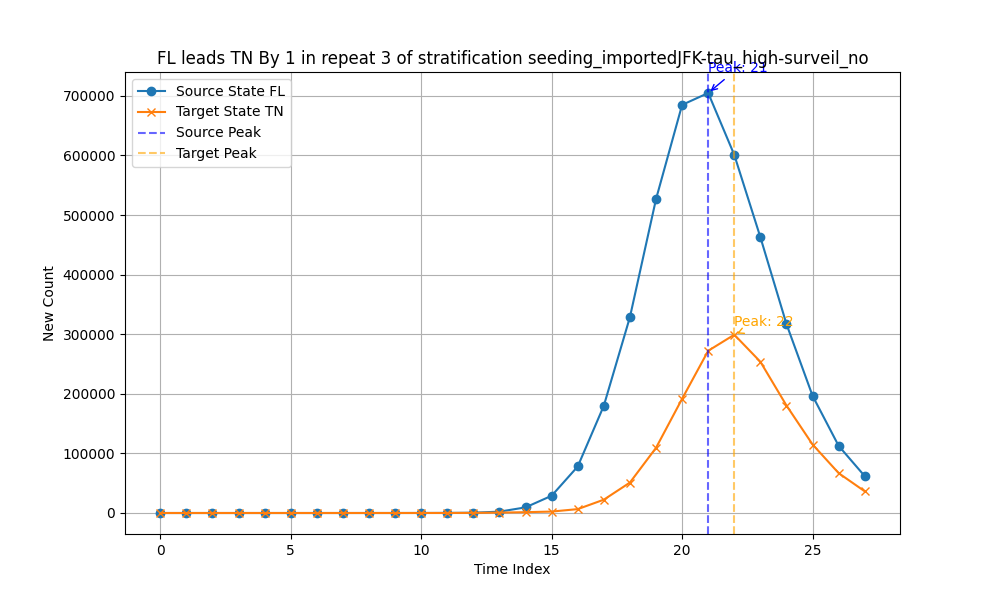 FL leads TN By 1 in repeat 3 of stratification seeding_importedJFK-tau_high-surveil_no
Peak: 21
Source State FL
Target State TN
Source Peak
Target Peak
700000
600000
500000
400000
300000
200000
100000
0
Peak: 22
0 5 10 15 20 25
New Count
Time Index